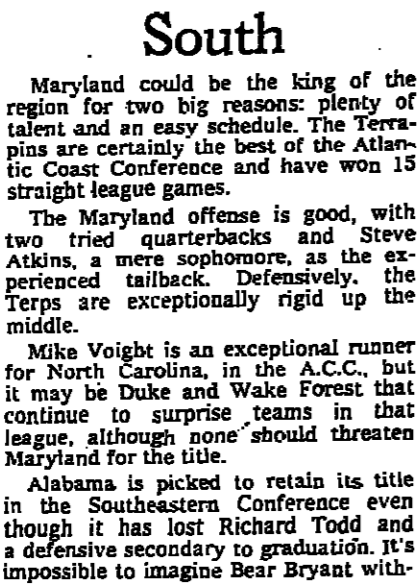 South
Maryland could be the king of the
region for two big reasons: plenty of
talent and an easy schedule. The Terra-
pins are certainly the best of the Atlan-
tic Coast Conference and have won 15
straight league games.
The Maryland offense is good, with
two tried quarterbacks and Steve
Atkins, a mere sophomore, as the ex-
perienced tailback. Defensively, the
Terps are exceptionally rigid up the
middle.
Mike Voight is an exceptional runner
for North Carolina, in the A.C.C., but
it may be Duke and Wake Forest that
continue to surprise teams in that
league, although none should threaten
Maryland for the title.
Alabama is picked to retain its title
in the Southeastern Conference even
though it has lost Richard Todd and
a defensive secondary to graduation. It's
impossible to imagine Bear Bryant with-